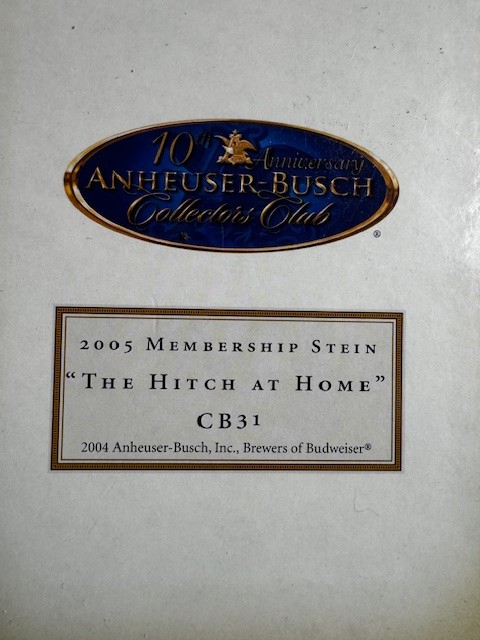 10th Anniversary
ANHEUSER-BUSCH
Collectors Club
®
2005 MEMBERSHIP STEIN
“THE HITCH AT HOME”
CB31
2004 Anheuser-Busch, Inc., Brewers of Budweiser®